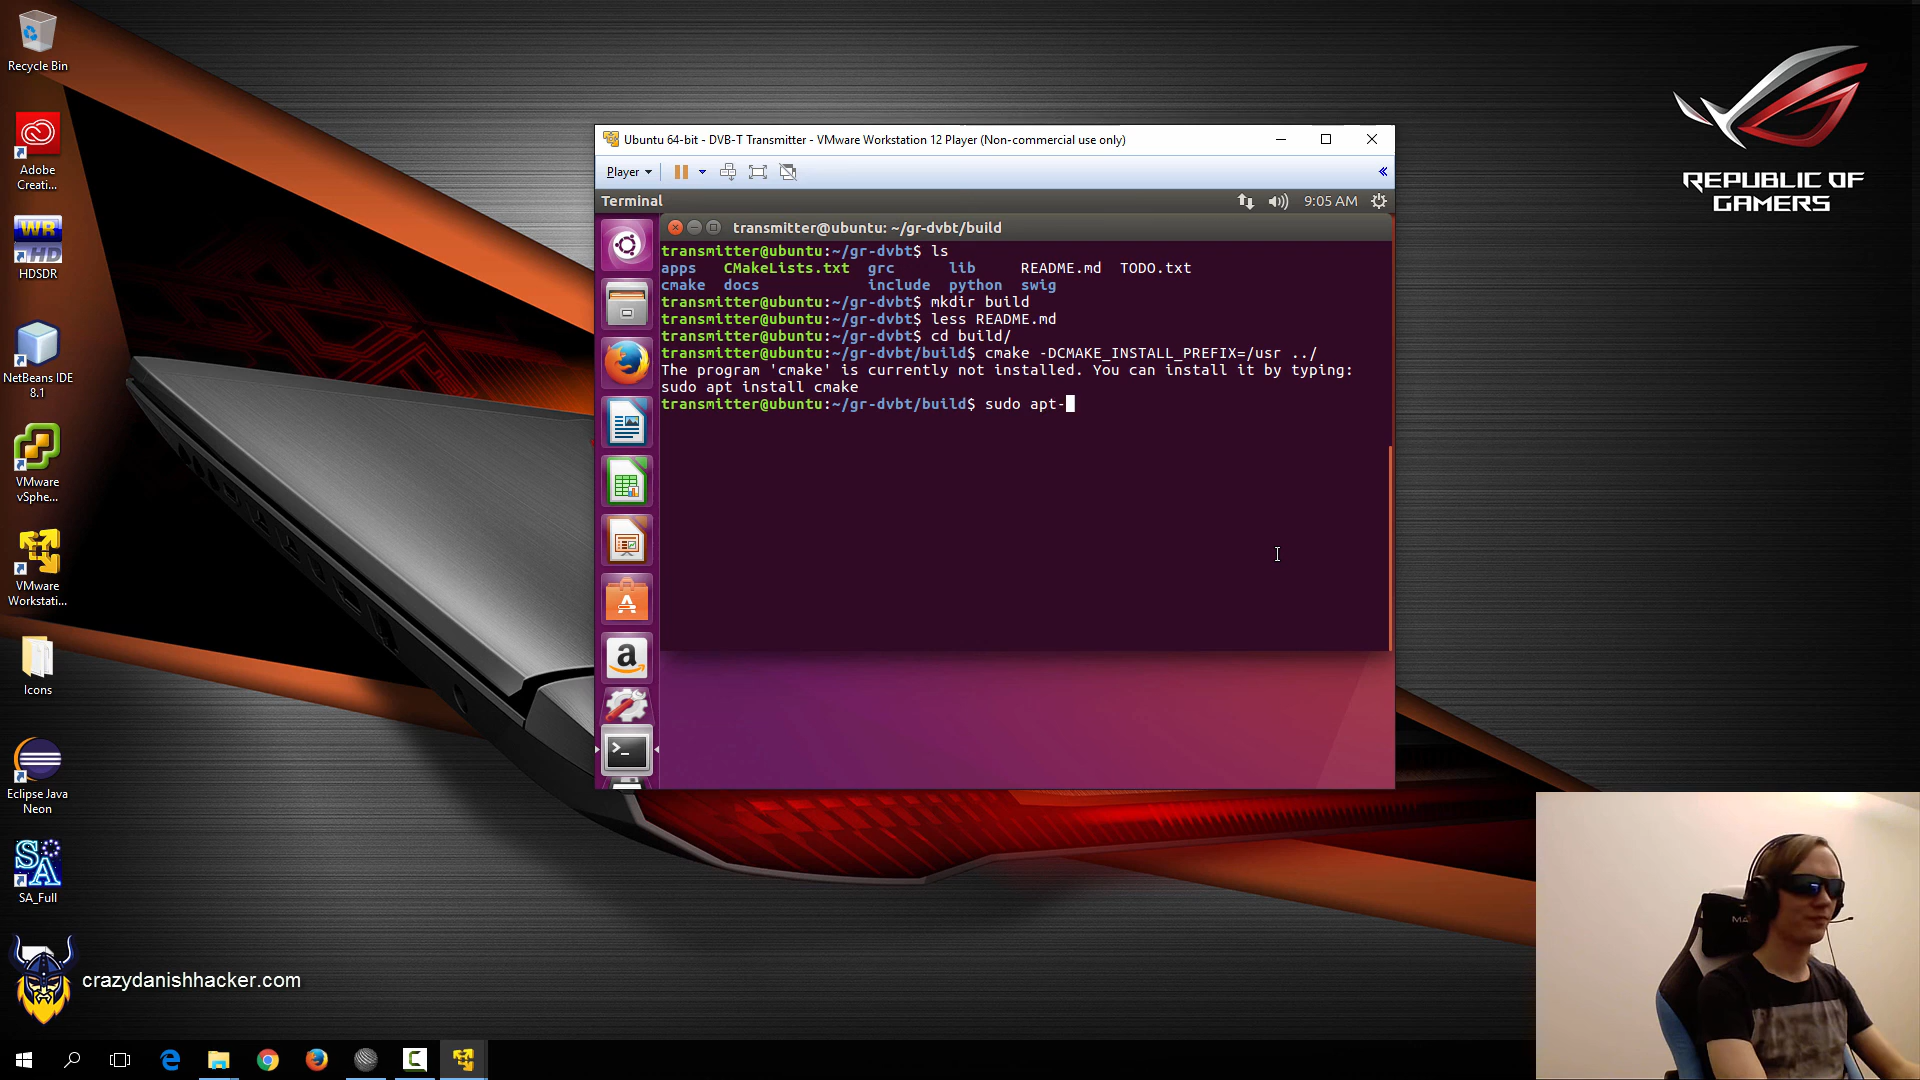 Recycle Bin
Adobe
Creati...
WR
HD
HDSDR
NetBeans IDE
8.1
VMware
vSphe...
VMware
Workstati...
Icons
Eclipse Java
Neon
SA
SA_Full
crazydanishhacker.com
REPUBLIC OF
GAMERS
Ubuntu 64-bit - DVB-T Transmitter - VMware Workstation 12 Player (Non-commercial use only)
Player
Terminal
9:05 AM
transmitter@ubuntu: ~/gr-dvbt/build
transmitter@ubuntu:~/gr-dvbt$ ls
apps CMakeLists.txt grc lib README.md TODO.txt
cmake docs include python swig
transmitter@ubuntu:~/gr-dvbt$ mkdir build
transmitter@ubuntu:~/gr-dvbt$ less README.md
transmitter@ubuntu:~/gr-dvbt$ cd build/
transmitter@ubuntu:~/gr-dvbt/build$ cmake -DCMAKE_INSTALL_PREFIX=/usr ../
The program 'cmake' is currently not installed. You can install it by typing:
sudo apt install cmake
transmitter@ubuntu:~/gr-dvbt/build$ sudo apt-